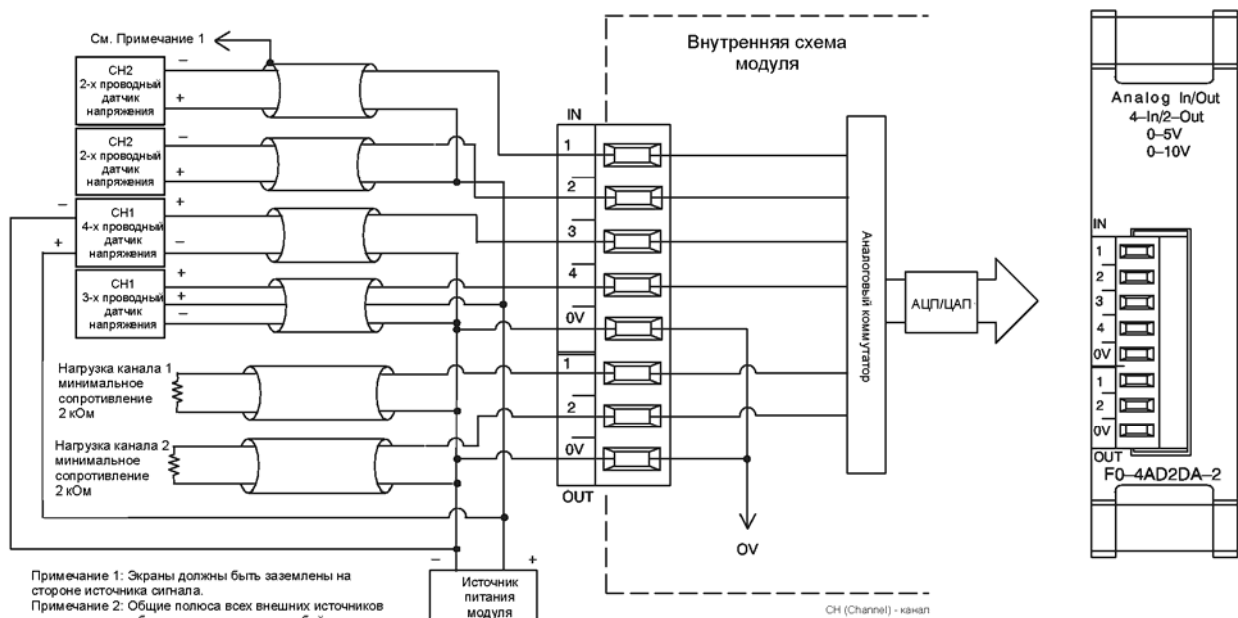 См. Примечание 1
CH2
2-х проводный
датчик
напряжения
−
+
CH2
2-х проводный
датчик
напряжения
−
+
CH1
4-х проводный
датчик
напряжения
−
+
+
−
CH1
3-х проводный
датчик
напряжения
+
+
−
Нагрузка канала 1
минимальное
сопротивление
2 кОм
Нагрузка канала 2
минимальное
сопротивление
2 кОм
IN
1
2
3
4
0V
1
2
0V
OUT
Внутренняя схема
модуля
Аналоговый коммутатор
АЦП/ЦАП
0V
−
+
Источник
питания
модуля
Примечание 1: Экраны должны быть заземлены на
стороне источника сигнала.
Примечание 2: Общие полюса всех внешних источников
CH (Channel) - канал
Analog In/Out
4–In/2–Out
0–5V
0–10V
IN
1
2
3
4
0V
1
2
0V
OUT
F0–4AD2DA–2